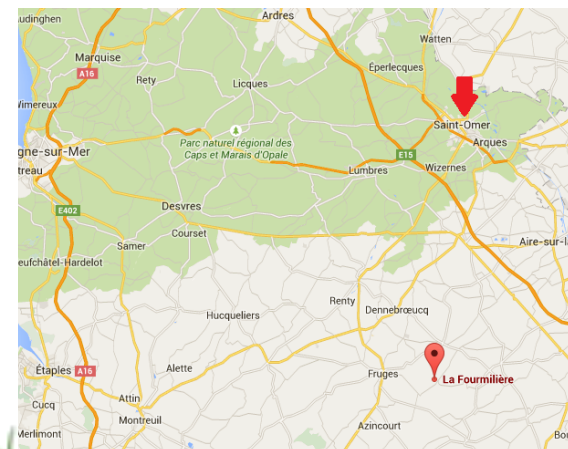 audinghen
Ardres
Watten
Marquise
A16
Éperlecques
Rety
Licques
Wimereux
Saint-Omer
Parc naturel régional des
Caps et Marais d'Opale
Arques
gne-sur-Mer
E15
Wizernes
treau
Lumbres
Desvres
E402
Courset
Samer
Aire-sur-la
eufchâtel-Hardelot
Renty
Dennebrœucq
Hucqueliers
Étaples
A16
Alette
Fruges
La Fourmilière
Cucq
Attin
Montreuil
Azincourt
Merlimont
Bo